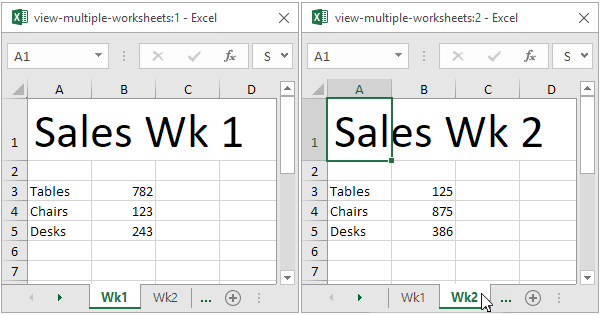 view-multiple-worksheets:1 - Excel
A1 fx S
A B C D
1 Sales Wk 1
2
3 Tables 782
4 Chairs 123
5 Desks 243
6
7
Wk1 Wk2 ...
view-multiple-worksheets:2 - Excel
A1 fx S
A B C D
1 Sales Wk 2
2
3 Tables 125
4 Chairs 875
5 Desks 386
6
7
Wk1 Wk2 ...